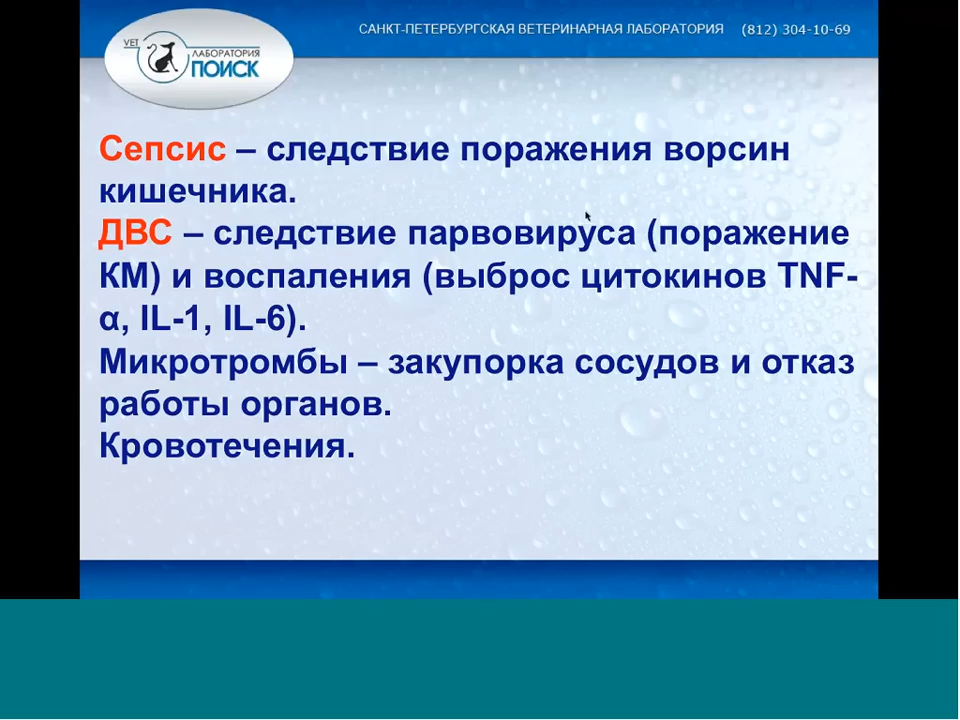 VET
ЛАБОРАТОРИЯ
ПОИСК
САНКТ-ПЕТЕРБУРГСКАЯ ВЕТЕРИНАРНАЯ ЛАБОРАТОРИЯ (812) 304-10-69
Сепсис – следствие поражения ворсин
кишечника.
ДВС – следствие парвовируса (поражение
КМ) и воспаления (выброс цитокинов TNF-
α, IL-1, IL-6).
Микротромбы – закупорка сосудов и отказ
работы органов.
Кровотечения.